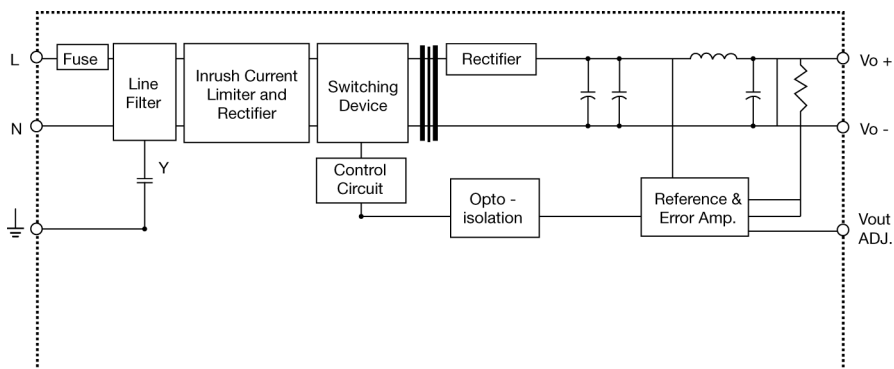 L
Fuse
Line
Filter
Inrush Current
Limiter and
Rectifier
Switching
Device
Rectifier
Vo +
N
Vo -
Y
Control
Circuit
Opto -
isolation
Reference &
Error Amp.
Vout
ADJ.